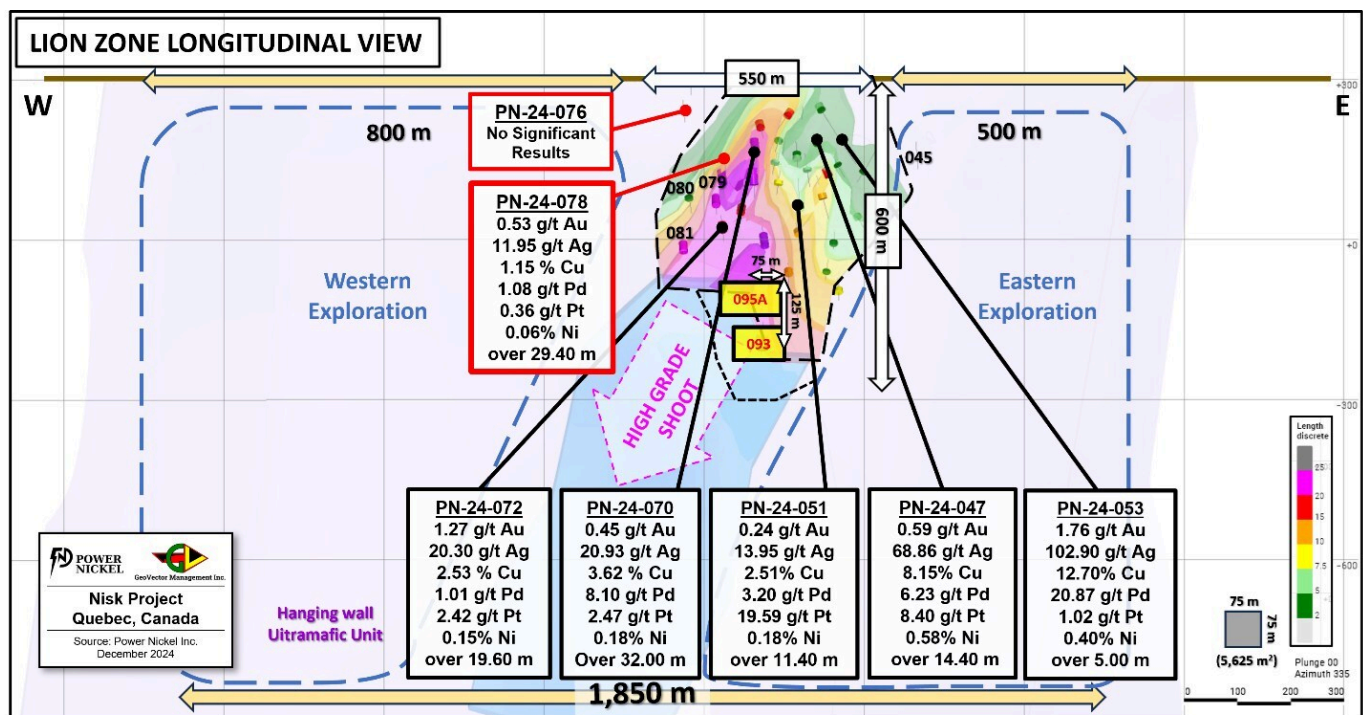 LION ZONE LONGITUDINAL VIEW
W
E
800 m
550 m
500 m
600 m
+300
+0
-300
-600
PN-24-076
No Significant
Results
PN-24-078
0.53 g/t Au
11.95 g/t Ag
1.15 % Cu
1.08 g/t Pd
0.36 g/t Pt
0.06% Ni
over 29.40 m
080
079
081
045
75 m
125 m
095A
093
Western
Exploration
Eastern
Exploration
HIGH GRADE
SHOOT
PN-24-072
1.27 g/t Au
20.30 g/t Ag
2.53 % Cu
1.01 g/t Pd
2.42 g/t Pt
0.15% Ni
over 19.60 m
PN-24-070
0.45 g/t Au
20.93 g/t Ag
3.62 % Cu
8.10 g/t Pd
2.47 g/t Pt
0.18% Ni
Over 32.00 m
PN-24-051
0.24 g/t Au
13.95 g/t Ag
2.51% Cu
3.20 g/t Pd
19.59 g/t Pt
0.18% Ni
over 11.40 m
PN-24-047
0.59 g/t Au
68.86 g/t Ag
8.15% Cu
6.23 g/t Pd
8.40 g/t Pt
0.58% Ni
over 14.40 m
PN-24-053
1.76 g/t Au
102.90 g/t Ag
12.70% Cu
20.87 g/t Pd
1.02 g/t Pt
0.40% Ni
over 5.00 m
Length
discrete
25
20
15
10
7.5
5
2
POWER
NICKEL
GeoVector Management Inc.
Nisk Project
Quebec, Canada
Source: Power Nickel Inc.
December 2024
Hanging wall
Uitramafic Unit
1,850 m
75 m
75 m
(5,625 m²)
Plunge 00
Azimuth 335
0 100 200 300